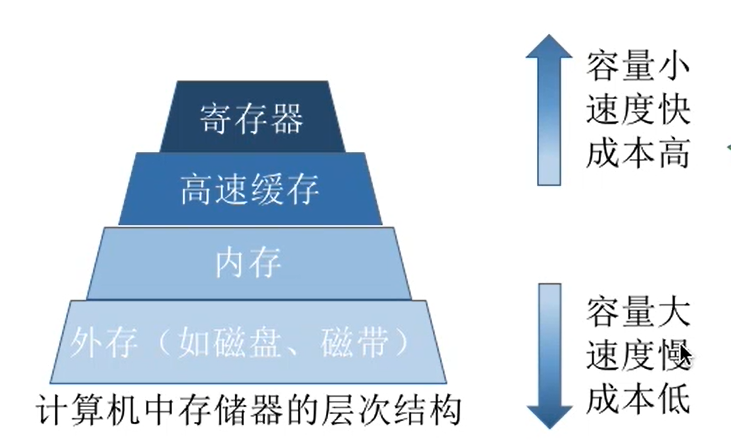 寄存器
高速缓存
内存
外存（如磁盘、磁带）
计算机中存储器的层次结构
容量小
速度快
成本高
容量大
速度慢
成本低